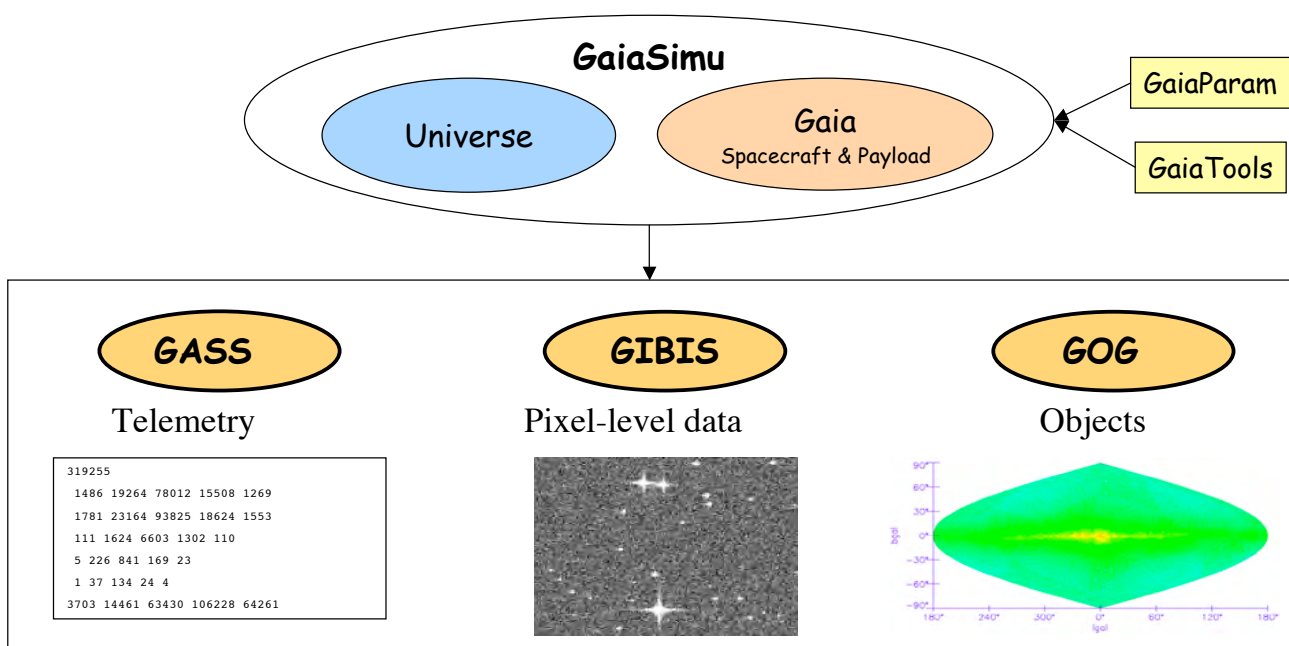 GaiaSimu
GaiaParam
Universe
Gaia
Spacecraft & Payload
GaiaTools
GASS
GIBIS
GOG
Telemetry
Pixel-level data
Objects
319255
1486 19264 78012 15508 1269
1781 23164 93825 18624 1553
111 1624 6603 1302 110
5 226 841 169 23
1 37 134 24 4
3703 14461 63430 106228 64261
90°
60°
30°
0°
-30°
-60°
-90°
bgal
180° 240° 300° 0° 60° 120° 180°
lgal